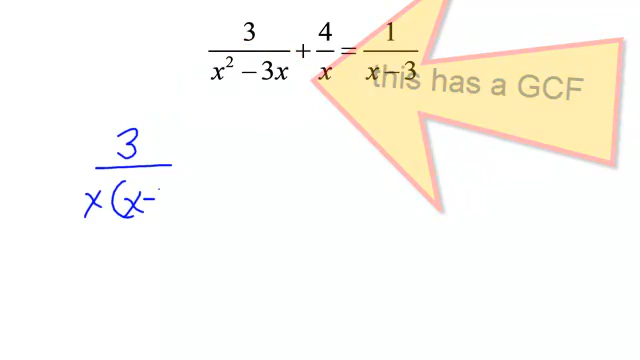 3/(x² − 3x) + 4/x = 1/(x − 3)
this has a GCF
3
x(x−